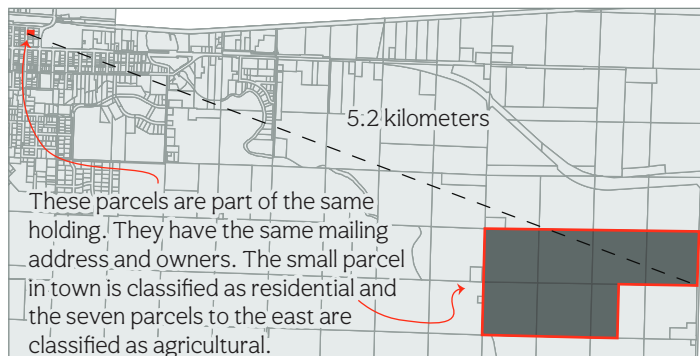 5.2 kilometers
These parcels are part of the same
holding. They have the same mailing
address and owners. The small parcel
in town is classified as residential and
the seven parcels to the east are
classified as agricultural.